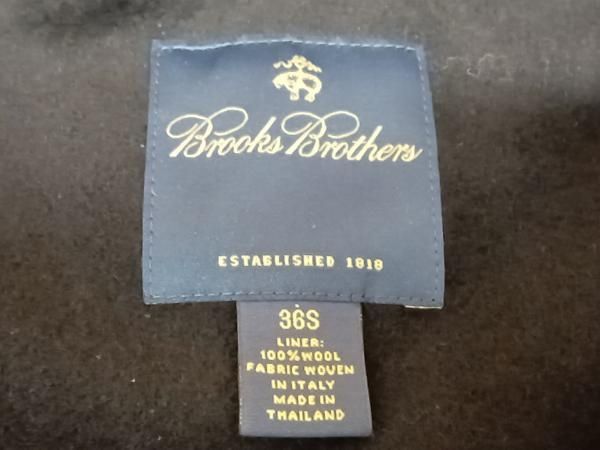 Brooks Brothers
ESTABLISHED 1818
36S
LINER:
100%WOOL
FABRIC WOVEN
IN ITALY
MADE IN
THAILAND